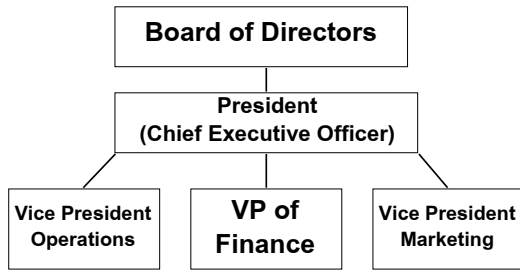 Board of Directors
President
(Chief Executive Officer)
Vice President
Operations
VP of
Finance
Vice President
Marketing